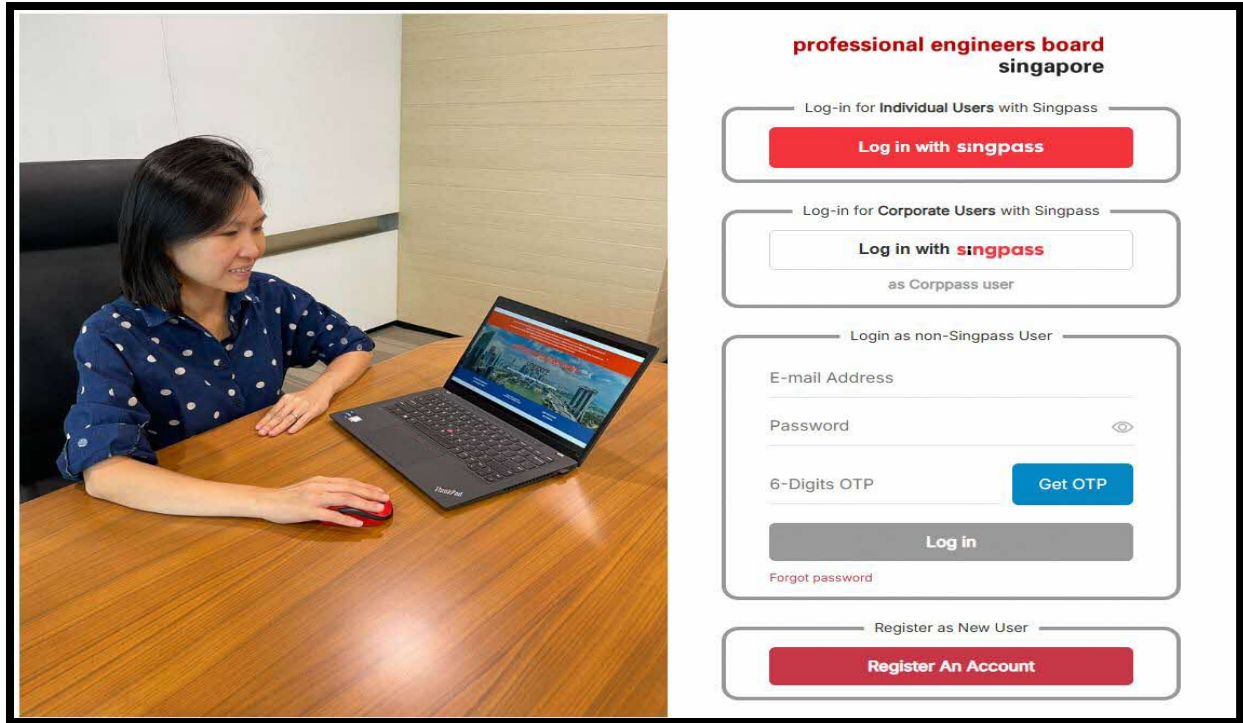 professional engineers board
singapore
Log-in for Individual Users with Singpass
Log in with singpass
Log-in for Corporate Users with Singpass
Log in with singpass
as Corppass user
Login as non-Singpass User
E-mail Address
Password
6-Digits OTP
Get OTP
Log in
Forgot password
Register as New User
Register An Account
ThinkPad